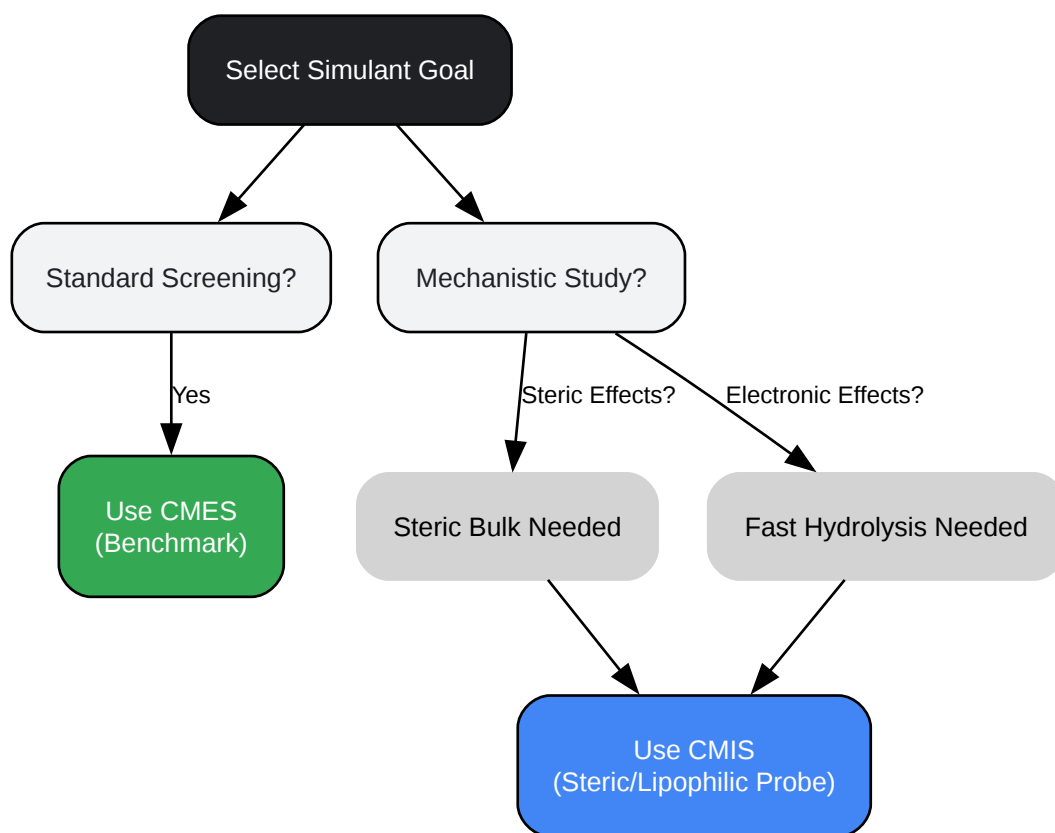 Select Simulant Goal
Standard Screening?
Mechanistic Study?
Yes
Steric Effects?
Electronic Effects?
Use CMES
(Benchmark)
Steric Bulk Needed
Fast Hydrolysis Needed
Use CMIS
(Steric/Lipophilic Probe)